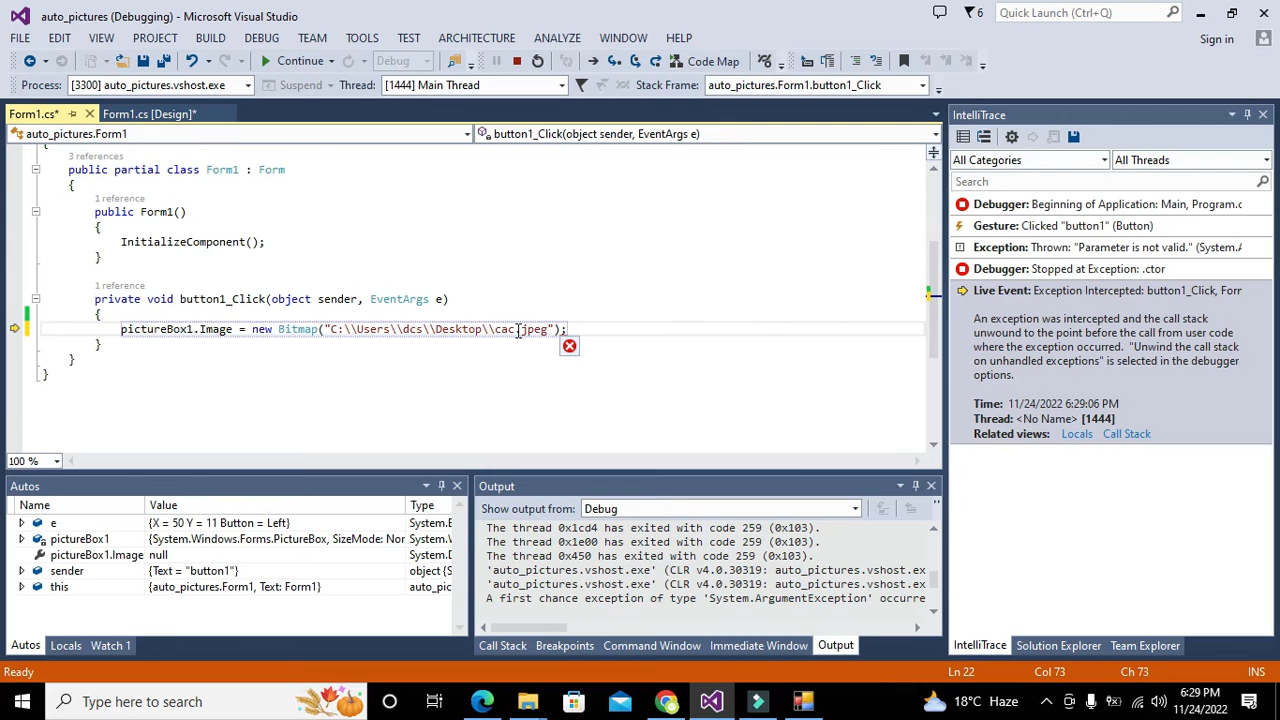 auto_pictures (Debugging) - Microsoft Visual Studio
6
Quick Launch (Ctrl+Q)
FILE EDIT VIEW PROJECT BUILD DEBUG TEAM TOOLS TEST ARCHITECTURE ANALYZE WINDOW HELP
Sign in
Continue Debug Code Map
Process: [3300] auto_pictures.vshost.exe Suspend Thread: [1444] Main Thread Stack Frame: auto_pictures.Form1.button1_Click
Form1.cs* Form1.cs [Design]*
auto_pictures.Form1 button1_Click(object sender, EventArgs e)
{
3 references
public partial class Form1 : Form
{
1 reference
public Form1()
{
InitializeComponent();
}
1 reference
private void button1_Click(object sender, EventArgs e)
{
pictureBox1.Image = new Bitmap("C:\\Users\\dcs\\Desktop\\cac.jpeg");
}
}
}
100 %
IntelliTrace
All Categories All Threads
Search
Debugger: Beginning of Application: Main, Program.c
Gesture: Clicked "button1" (Button)
Exception: Thrown: "Parameter is not valid." (System.A
Debugger: Stopped at Exception: .ctor
Live Event: Exception Intercepted: button1_Click, Forr
An exception was intercepted and the call stack
unwound to the point before the call from user code
where the exception occurred. "Unwind the call stack
on unhandled exceptions" is selected in the debugger
options.
Time: 11/24/2022 6:29:06 PM
Thread: <No Name> [1444]
Related views: Locals Call Stack
Autos
Name Value Type
e {X = 50 Y = 11 Button = Left} System.E
pictureBox1 {System.Windows.Forms.PictureBox, SizeMode: Nor System.
pictureBox1.Image null System.D
sender {Text = "button1"} object {S
this {auto_pictures.Form1, Text: Form1} auto_pic
Autos Locals Watch 1
Output
Show output from: Debug
The thread 0x1cd4 has exited with code 259 (0x103).
The thread 0x1e00 has exited with code 259 (0x103).
The thread 0x450 has exited with code 259 (0x103).
'auto_pictures.vshost.exe' (CLR v4.0.30319: auto_pictures.vshost.ex
'auto_pictures.vshost.exe' (CLR v4.0.30319: auto_pictures.vshost.ex
A first chance exception of type 'System.ArgumentException' occurre
Call Stack Breakpoints Command Window Immediate Window Output
IntelliTrace Solution Explorer Team Explorer
Ready Ln 22 Col 73 Ch 73 INS
Type here to search
18°C Haze
6:29 PM
11/24/2022